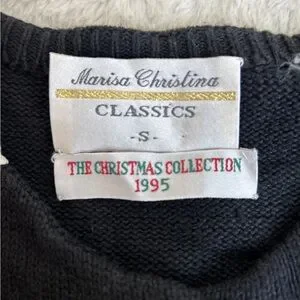 Marisa Christina
CLASSICS
-S-
THE CHRISTMAS COLLECTION
1995